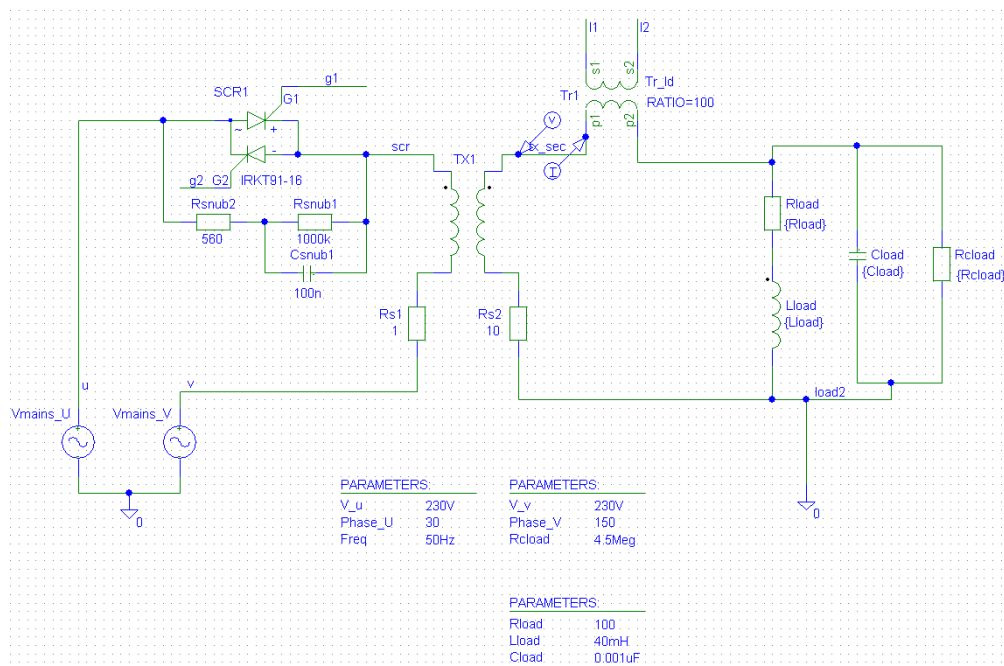 I1
I2
s1
s2
Tr_Id
Tr1
RATIO=100
p1
p2
SCR1
g1
G1
~
+
-
g2
G2
IRKT91-16
V
I
tx_sec
scr
TX1
Rsnub2
560
Rsnub1
1000k
Csnub1
100n
Rload
{Rload}
Cload
{Cload}
Rcload
{Rcload}
Lload
{Lload}
Rs1
1
Rs2
10
load2
u
v
Vmains_U
Vmains_V
0
0
PARAMETERS:
V_u 230V
Phase_U 30
Freq 50Hz
PARAMETERS:
V_v 230V
Phase_V 150
Rcload 4.5Meg
PARAMETERS:
Rload 100
Lload 40mH
Cload 0.001uF